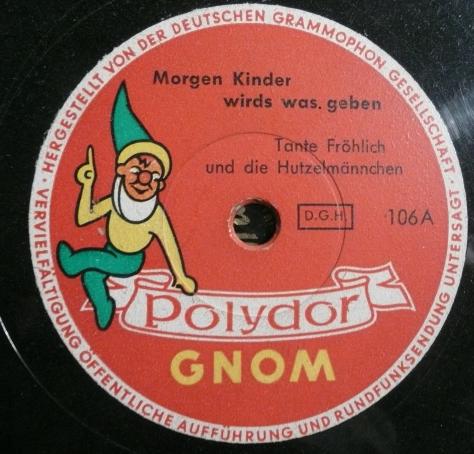 HERGESTELLT VON DER DEUTSCHEN GRAMMOPHON GESELLSCHAFT · VERVIELFÄLTIGUNG ÖFFENTLICHE AUFFÜHRUNG UND RUNDFUNKSENDUNG UNTERSAGT ·
Morgen Kinder
wirds was. geben
Tante Fröhlich
und die Hutzelmännchen
D.G.H. 106A
Polydor
GNOM